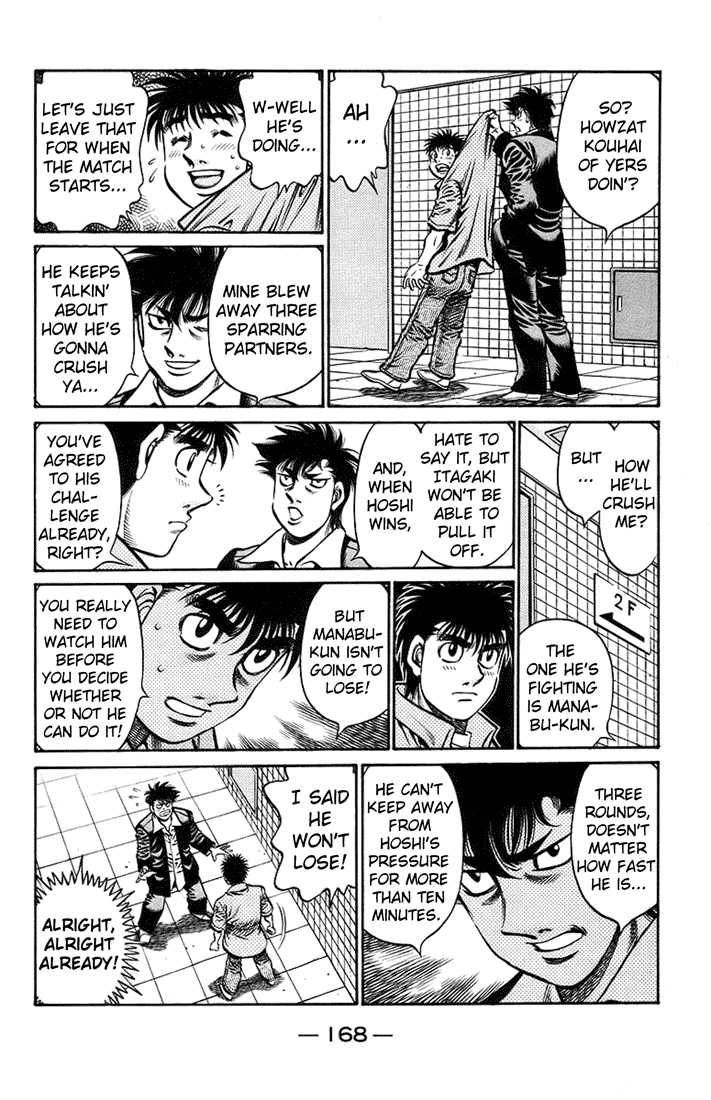 SO?
HOWZAT
KOUHAI
OF YERS
DOIN'?
AH
...
W-WELL
HE'S
DOING...
LET'S JUST
LEAVE THAT
FOR WHEN
THE MATCH
STARTS...
MINE BLEW
AWAY THREE
SPARRING
PARTNERS.
HE KEEPS
TALKIN'
ABOUT
HOW HE'S
GONNA
CRUSH
YA...
HOW
HE'LL
CRUSH
ME?
BUT
...
THE
ONE HE'S
FIGHTING
IS MANA-
BU-KUN.
2F
HATE TO
SAY IT, BUT
ITAGAKI
WON'T BE
ABLE TO
PULL IT
OFF.
AND,
WHEN
HOSHI
WINS,
YOU'VE
AGREED
TO HIS
CHAL-
LENGE
ALREADY,
RIGHT?
BUT
MANABU-
KUN ISN'T
GOING TO
LOSE!
YOU REALLY
NEED TO
WATCH HIM
BEFORE
YOU DECIDE
WHETHER
OR NOT HE
CAN DO IT!
THREE
ROUNDS,
DOESN'T
MATTER
HOW FAST
HE IS...
HE CAN'T
KEEP AWAY
FROM
HOSHI'S
PRESSURE
FOR MORE
THAN TEN
MINUTES.
I SAID
HE
WON'T
LOSE!
ALRIGHT,
ALRIGHT
ALREADY!
— 168 —